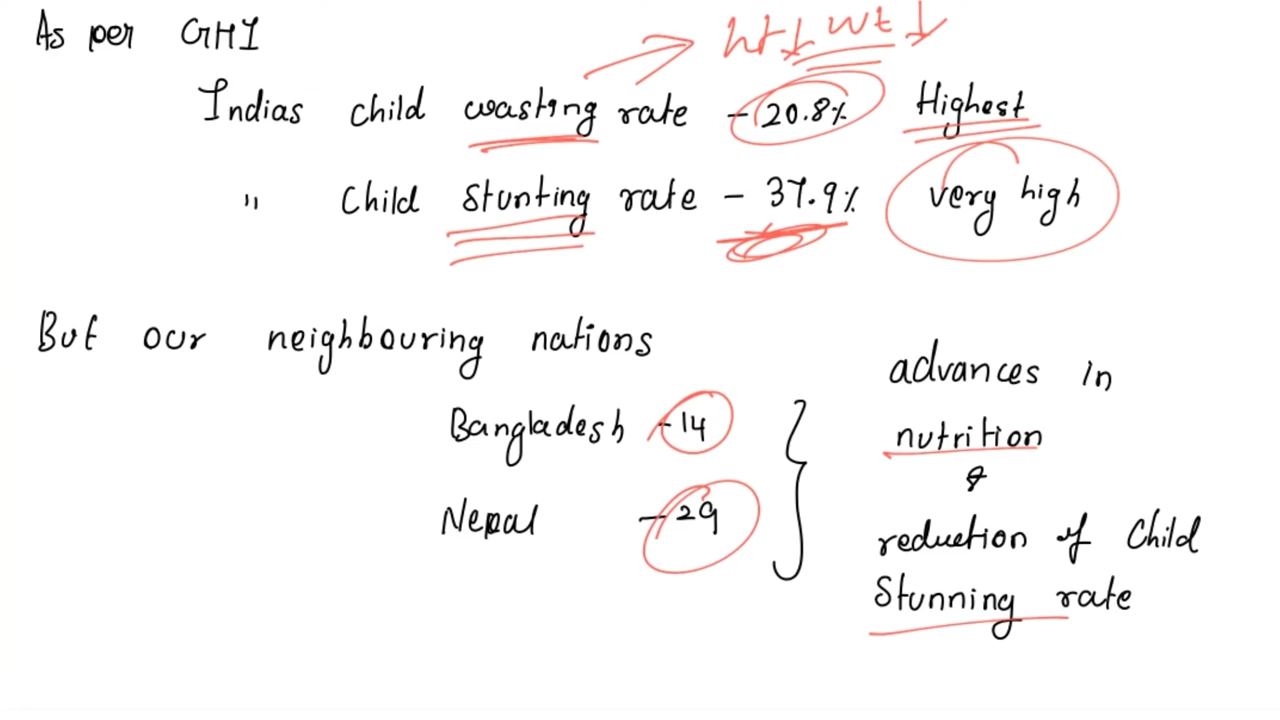 As per GHI
ht↓ wt↓
Indias child wasting rate - 20.8% Highest
" Child stunting rate - 37.9% very high
But our neighbouring nations
Bangladesh - 14
Nepal - 29
advances in
nutrition
&
reduction of child
Stunning rate